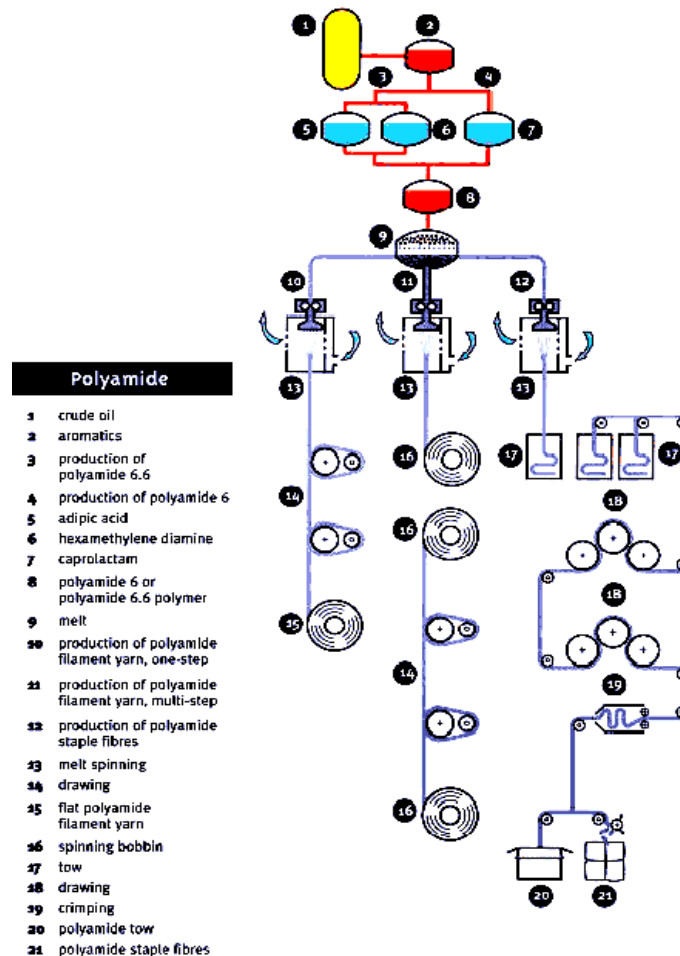 1
2
3
4
5
6
7
8
9
10
11
12
13
13
13
14
15
16
16
14
16
17
17
18
18
19
20
21
Polyamide
1 crude oil
2 aromatics
3 production of
polyamide 6.6
4 production of polyamide 6
5 adipic acid
6 hexamethylene diamine
7 caprolactam
8 polyamide 6 or
polyamide 6.6 polymer
9 melt
10 production of polyamide
filament yarn, one-step
11 production of polyamide
filament yarn, multi-step
12 production of polyamide
staple fibres
13 melt spinning
14 drawing
15 flat polyamide
filament yarn
16 spinning bobbin
17 tow
18 drawing
19 crimping
20 polyamide tow
21 polyamide staple fibres